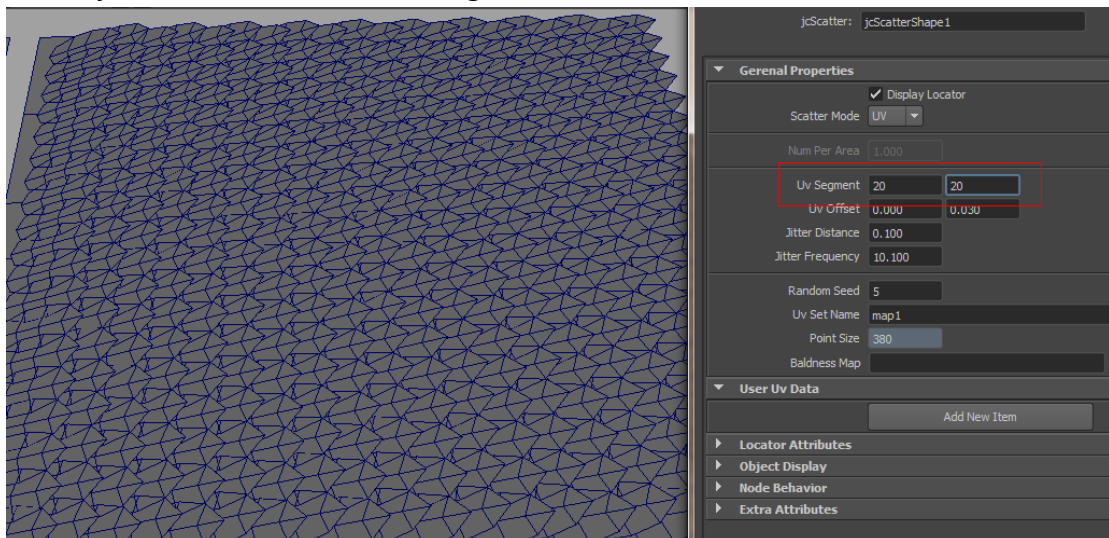 jcScatter: jcScatterShape1
Gerenal Properties
Display Locator
Scatter Mode UV
Num Per Area 1.000
Uv Segment 20 20
Uv Offset 0.000 0.030
Jitter Distance 0.100
Jitter Frequency 10.100
Random Seed 5
Uv Set Name map1
Point Size 380
Baldness Map
User Uv Data
Add New Item
Locator Attributes
Object Display
Node Behavior
Extra Attributes